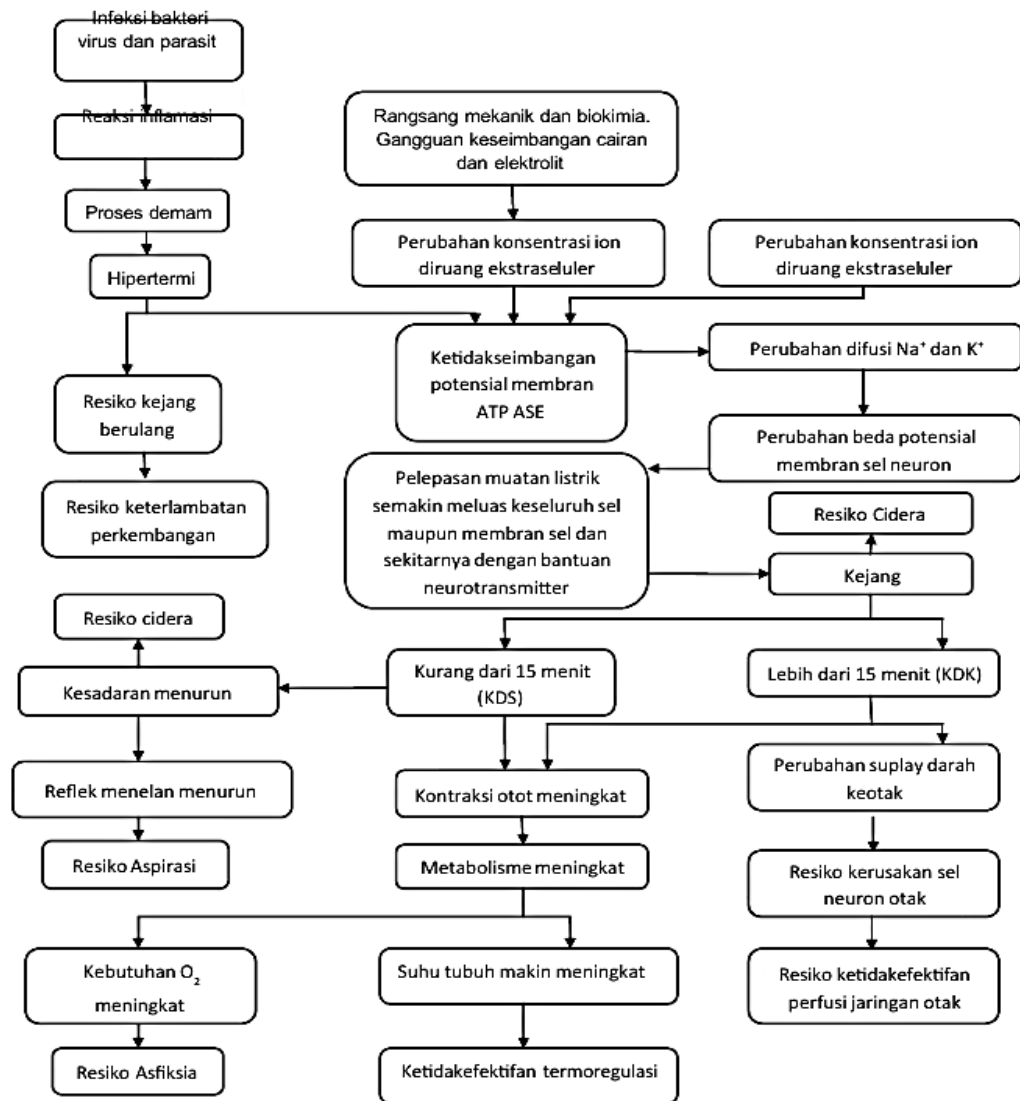 Infeksi bakteri
virus dan parasit
Reaksi inflamasi
Rangsang mekanik dan biokimia.
Gangguan keseimbangan cairan
dan elektrolit
Proses demam
Perubahan konsentrasi ion
diruang ekstraseluler
Perubahan konsentrasi ion
diruang ekstraseluler
Hipertermi
Ketidakseimbangan
potensial membran
ATP ASE
Perubahan difusi Na⁺ dan K⁺
Resiko kejang
berulang
Perubahan beda potensial
membran sel neuron
Resiko keterlambatan
perkembangan
Pelepasan muatan listrik
semakin meluas keseluruh sel
maupun membran sel dan
sekitarnya dengan bantuan
neurotransmitter
Resiko Cidera
Kejang
Resiko cidera
Kesadaran menurun
Kurang dari 15 menit
(KDS)
Lebih dari 15 menit (KDK)
Reflek menelan menurun
Kontraksi otot meningkat
Perubahan suplay darah
keotak
Resiko Aspirasi
Metabolisme meningkat
Resiko kerusakan sel
neuron otak
Kebutuhan O₂
meningkat
Suhu tubuh makin meningkat
Resiko ketidakefektifan
perfusi jaringan otak
Resiko Asfiksia
Ketidakefektifan termoregulasi